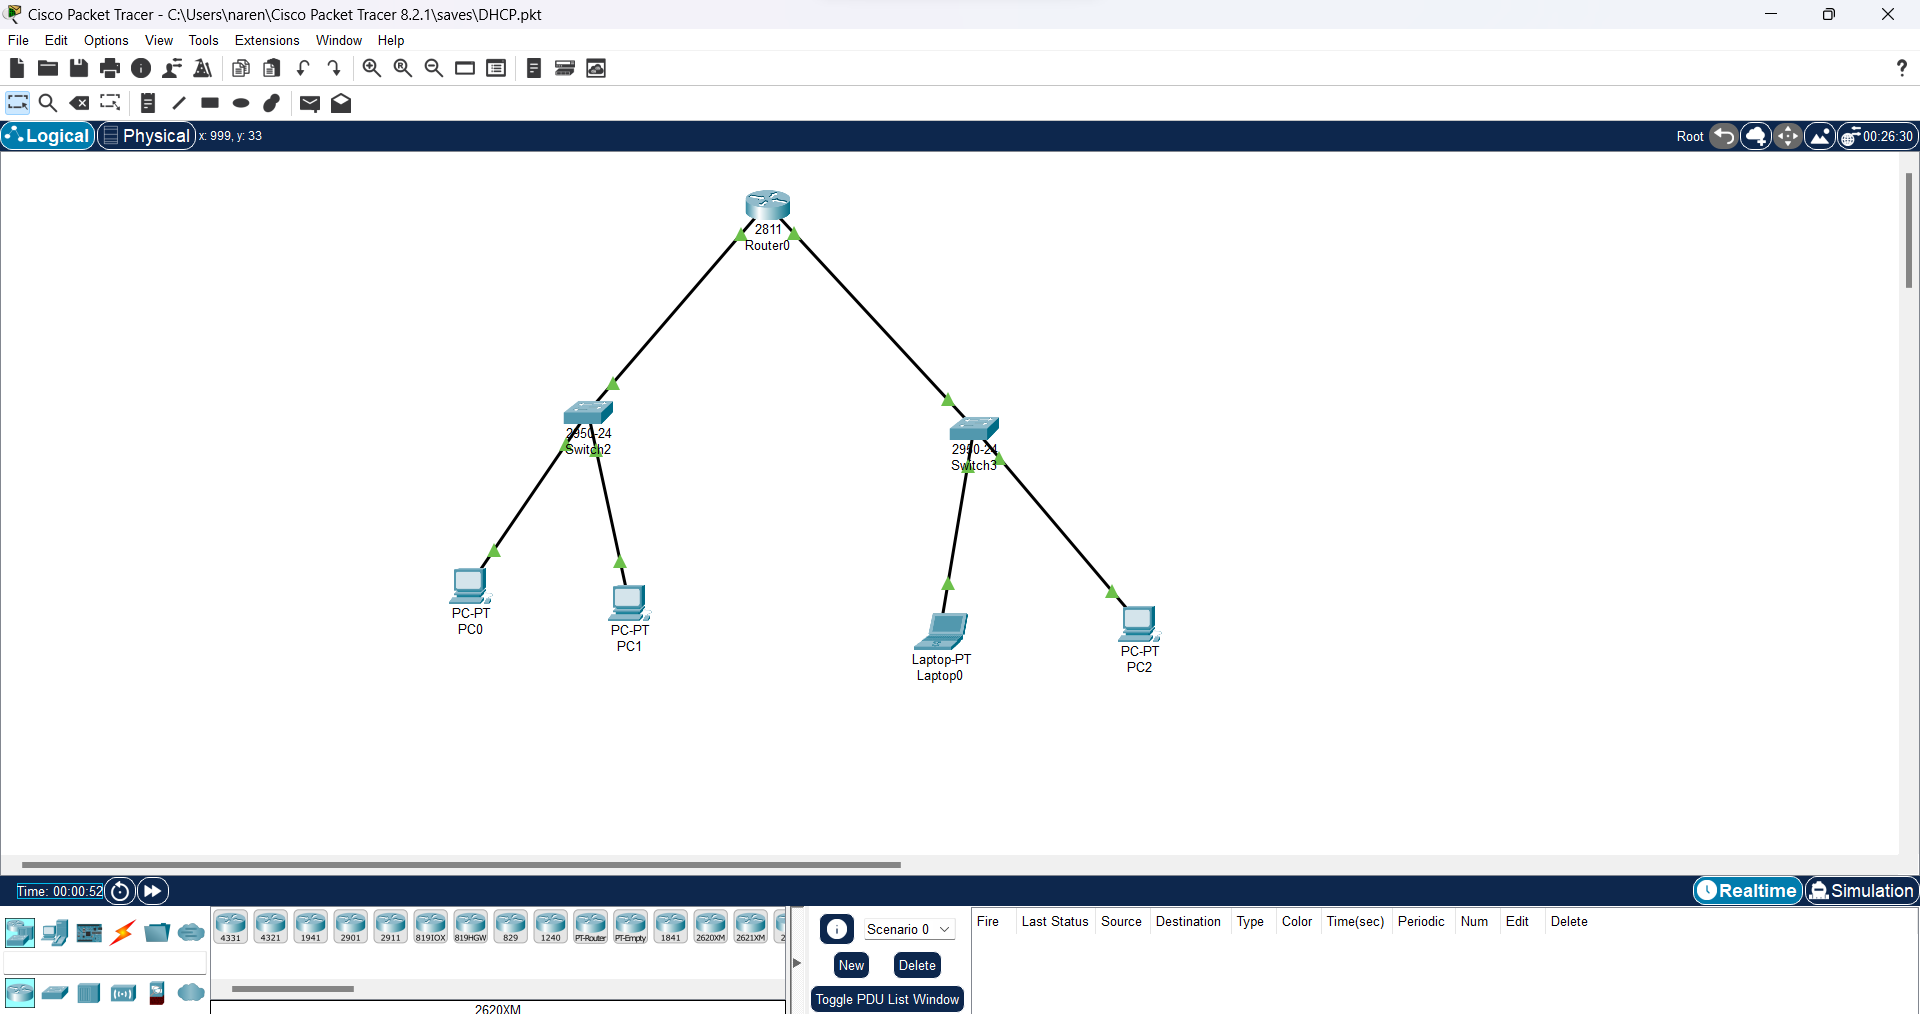 Cisco Packet Tracer - C:\Users\naren\Cisco Packet Tracer 8.2.1\saves\DHCP.pkt
File Edit Options View Tools Extensions Window Help
?
Logical Physical x: 999, y: 33 Root 00:26:30
2811
Router0
2950-24
Switch2
2950-24
Switch3
PC-PT
PC0
PC-PT
PC1
Laptop-PT
Laptop0
PC-PT
PC2
Time: 00:00:52 Realtime Simulation
4331 4321 1941 2901 2911 819IOX 819HGW 829 1240 PT-Router PT-Empty 1841 2620XM 2621XM 2
2620XM
Scenario 0
New Delete
Toggle PDU List Window
Fire Last Status Source Destination Type Color Time(sec) Periodic Num Edit Delete